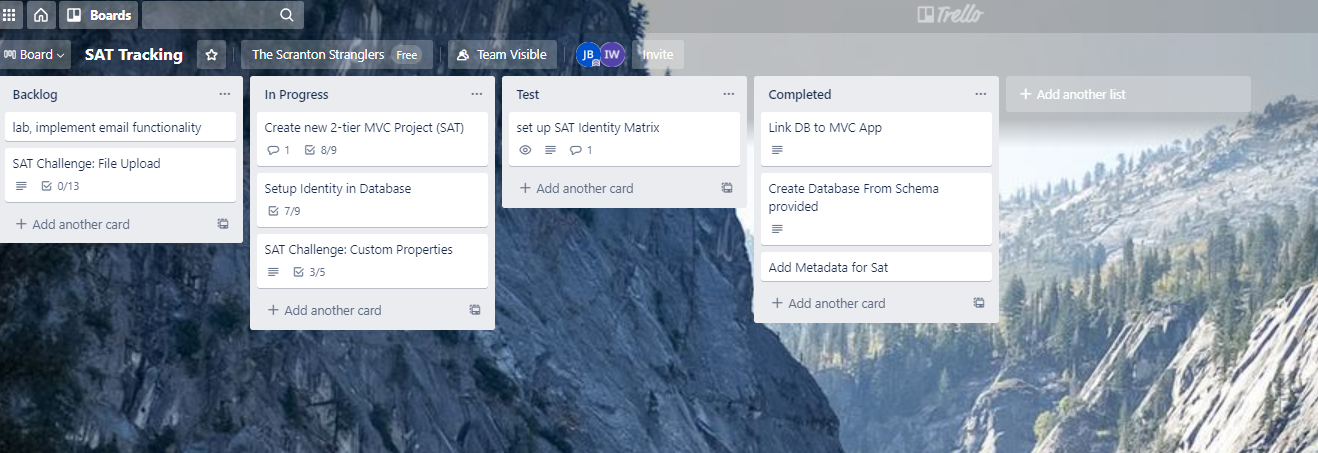 Boards
Trello
Board
SAT Tracking
The Scranton Stranglers Free
Team Visible
JB
IW
Invite
Backlog
lab, implement email functionality
SAT Challenge: File Upload
0/13
+ Add another card
In Progress
Create new 2-tier MVC Project (SAT)
1 8/9
Setup Identity in Database
7/9
SAT Challenge: Custom Properties
3/5
+ Add another card
Test
set up SAT Identity Matrix
1
+ Add another card
Completed
Link DB to MVC App
Create Database From Schema
provided
Add Metadata for Sat
+ Add another card
+ Add another list